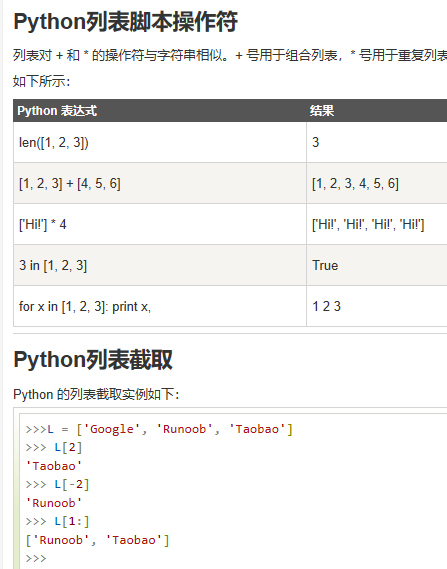 Python列表脚本操作符
列表对 + 和 * 的操作符与字符串相似。+ 号用于组合列表，* 号用于重复列表
如下所示：
Python 表达式 结果
len([1, 2, 3]) 3
[1, 2, 3] + [4, 5, 6] [1, 2, 3, 4, 5, 6]
['Hi!'] * 4 ['Hi!', 'Hi!', 'Hi!', 'Hi!']
3 in [1, 2, 3] True
for x in [1, 2, 3]: print x, 1 2 3
Python列表截取
Python 的列表截取实例如下：
>>>L = ['Google', 'Runoob', 'Taobao']
>>> L[2]
'Taobao'
>>> L[-2]
'Runoob'
>>> L[1:]
['Runoob', 'Taobao']
>>>